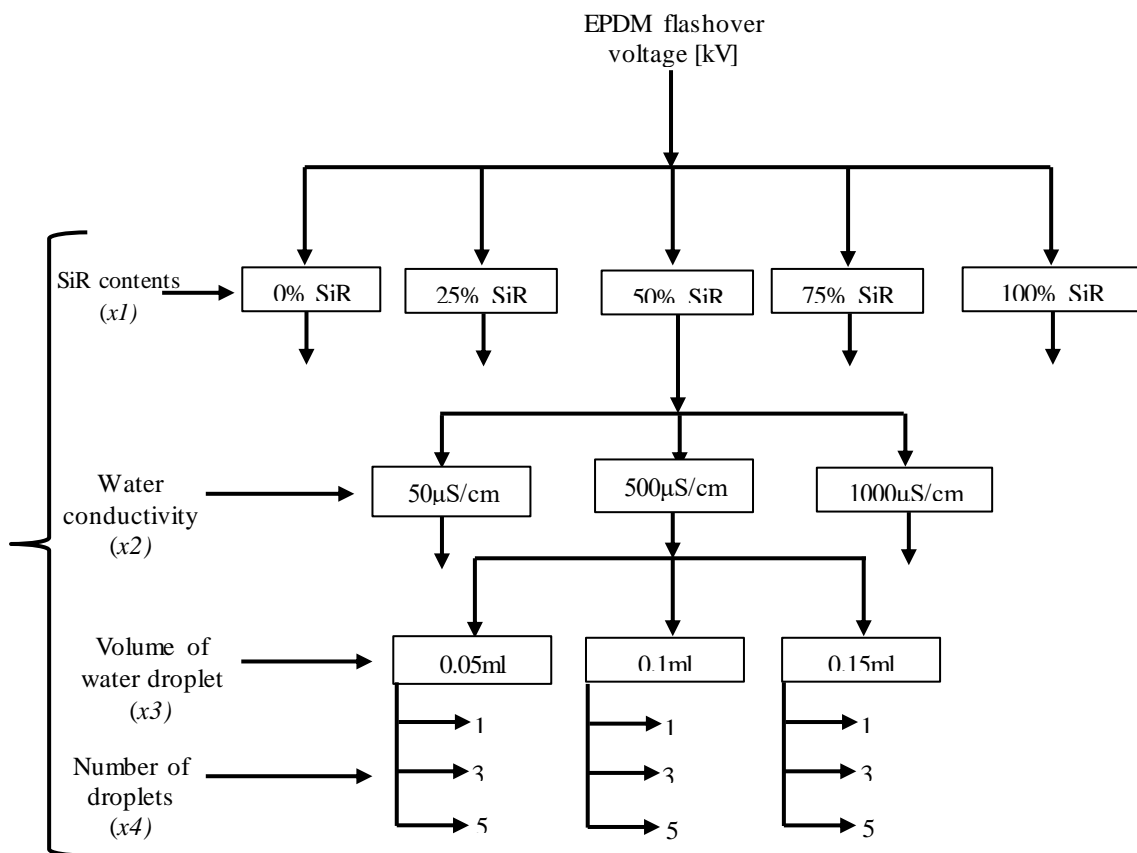 EPDM flashover
voltage [kV]
SiR contents
(x1)
0% SiR
25% SiR
50% SiR
75% SiR
100% SiR
Water
conductivity
(x2)
50μS/cm
500μS/cm
1000μS/cm
Volume of
water droplet
(x3)
0.05ml
0.1ml
0.15ml
Number of
droplets
(x4)
1
1
1
3
3
3
5
5
5